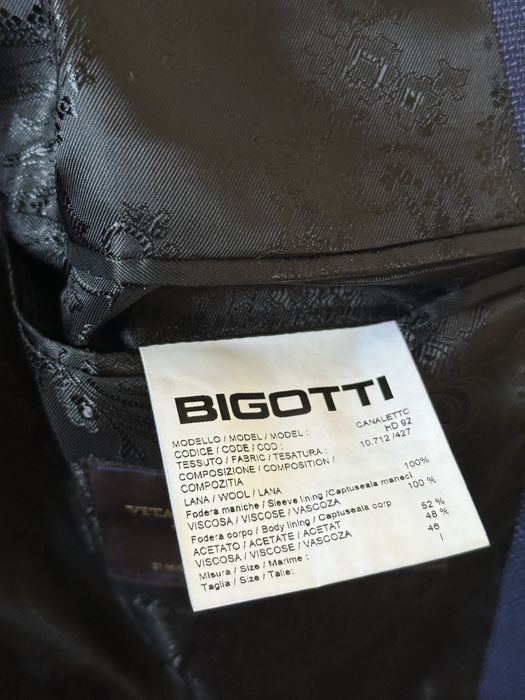 BIGOTTI
MODELLO / MODEL / MODEL : CANALETTC
CODICE / CODE / COD : HD 92
TESSUTO / FABRIC / TESATURA : 10.712 /427
COMPOSIZIONE / COMPOSITION /
COMPOZITIA
LANA / WOOL / LANA 100%
Fodera maniche / Sleeve lining /Captuseala maneci
VISCOSA / VISCOSE / VASCOZA 100 %
Fodera corpo / Body lining / Captuseala corp
ACETATO / ACETATE / ACETAT 52 %
VISCOSA / VISCOSE / VASCOZA 48 %
Misura / Size / Marime : 48
Taglia / Size / Talie: I